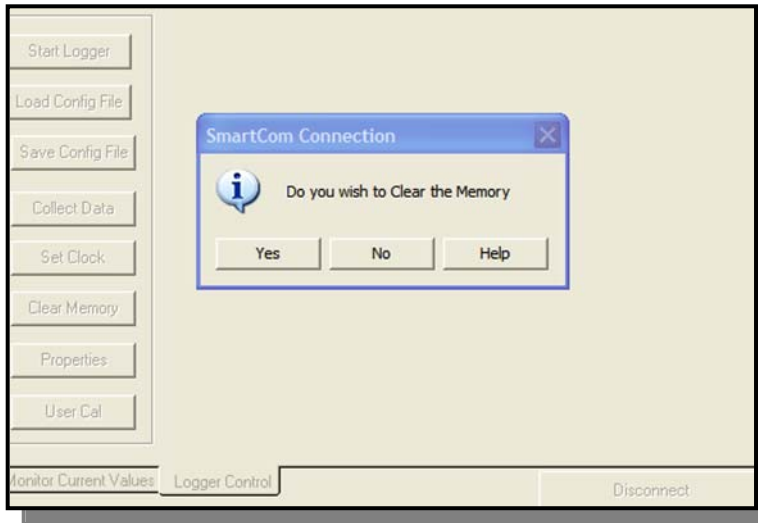 Start Logger
Load Config File
Save Config File
Collect Data
Set Clock
Clear Memory
Properties
User Cal
SmartCom Connection
Do you wish to Clear the Memory
Yes No Help
Monitor Current Values Logger Control
Disconnect